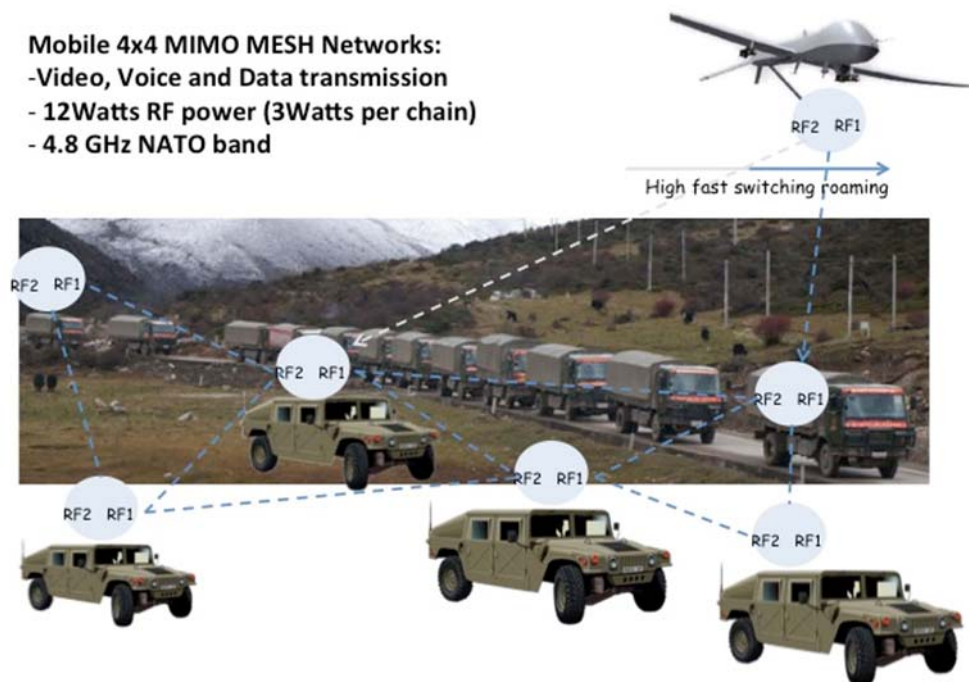 Mobile 4x4 MIMO MESH Networks:
-Video, Voice and Data transmission
- 12Watts RF power (3Watts per chain)
- 4.8 GHz NATO band
RF2 RF1
High fast switching roaming
RF2 RF1
RF2 RF1
RF2 RF1
RF2 RF1
RF2 RF1
RF2 RF1